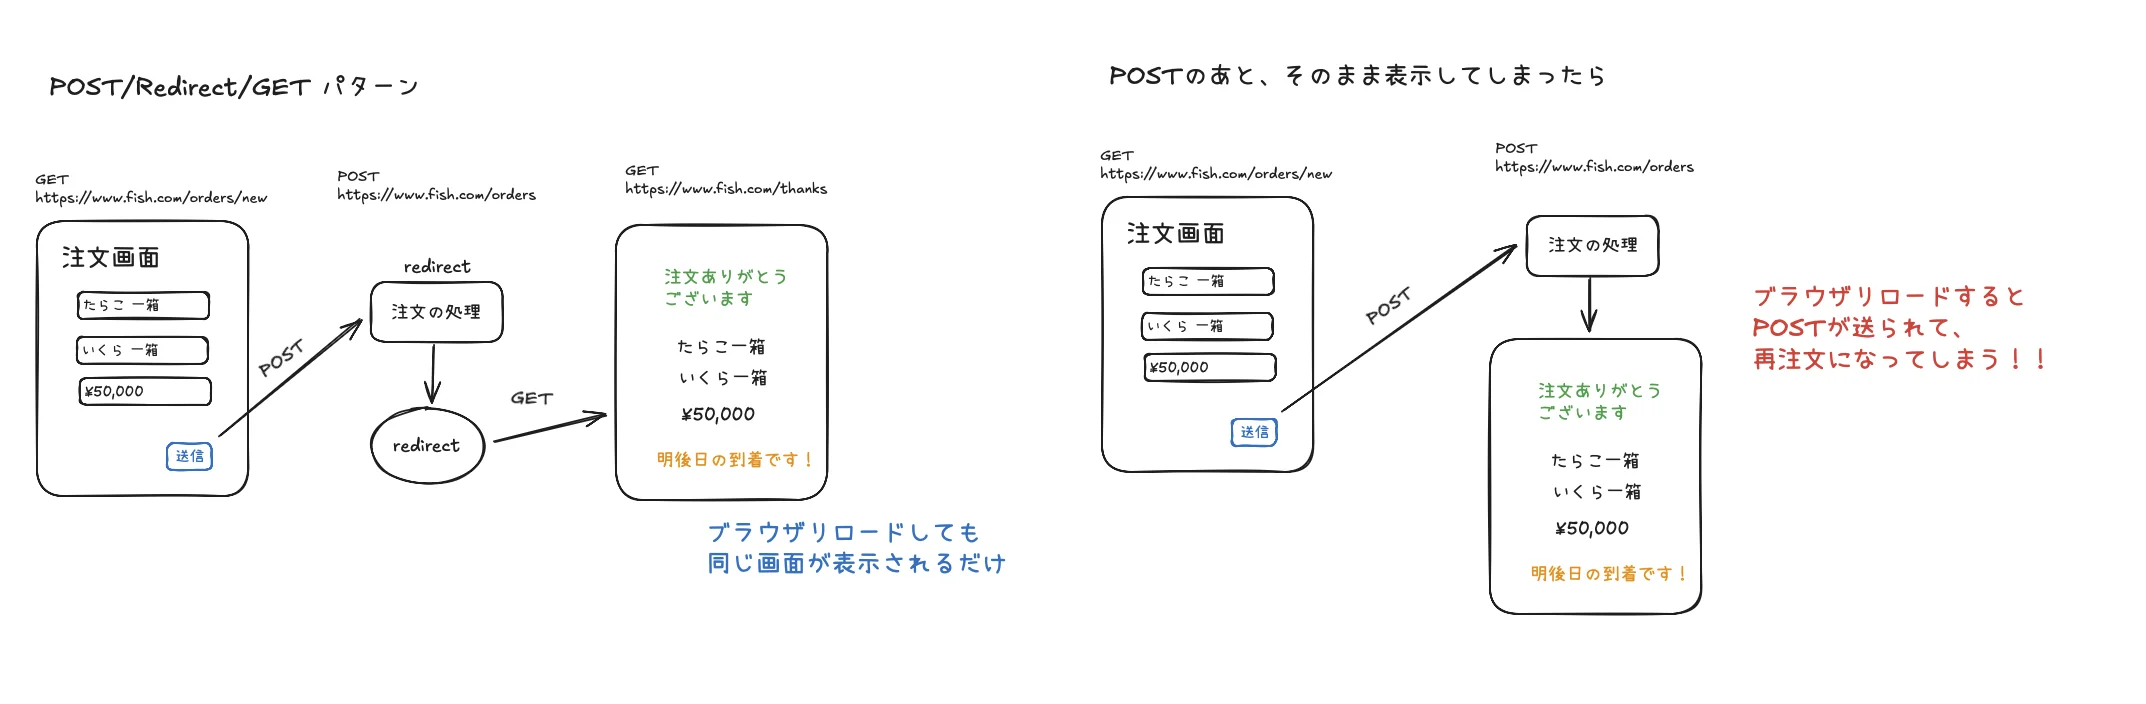 POST/Redirect/GET パターン
GET
https://www.fish.com/orders/new
注文画面
たらこ 一箱
いくら 一箱
¥50,000
送信
POST
POST
https://www.fish.com/orders
redirect
注文の処理
redirect
GET
GET
https://www.fish.com/thanks
注文ありがとう
ございます
たらこ一箱
いくら一箱
¥50,000
明後日の到着です！
ブラウザリロードしても
同じ画面が表示されるだけ
POSTのあと、そのまま表示してしまったら
GET
https://www.fish.com/orders/new
注文画面
たらこ 一箱
いくら 一箱
¥50,000
送信
POST
POST
https://www.fish.com/orders
注文の処理
注文ありがとう
ございます
たらこ一箱
いくら一箱
¥50,000
明後日の到着です！
ブラウザリロードすると
POSTが送られて、
再注文になってしまう！！